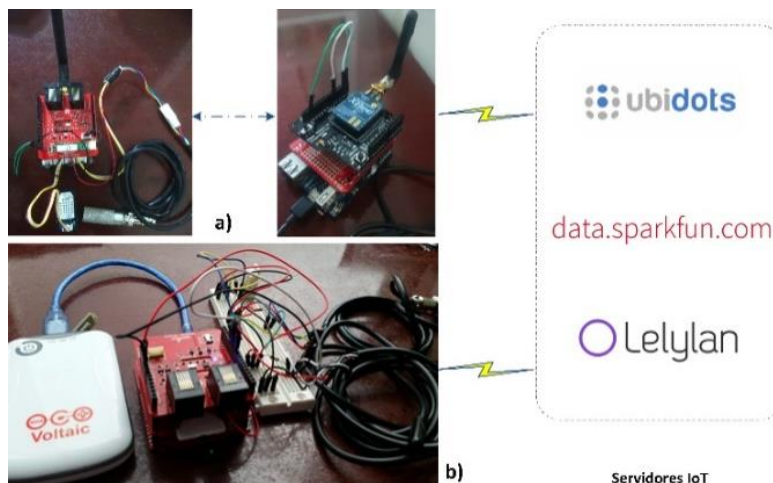 a)
ubidots
data.sparkfun.com
Lelylan
Voltaic
b)
Servidores IoT